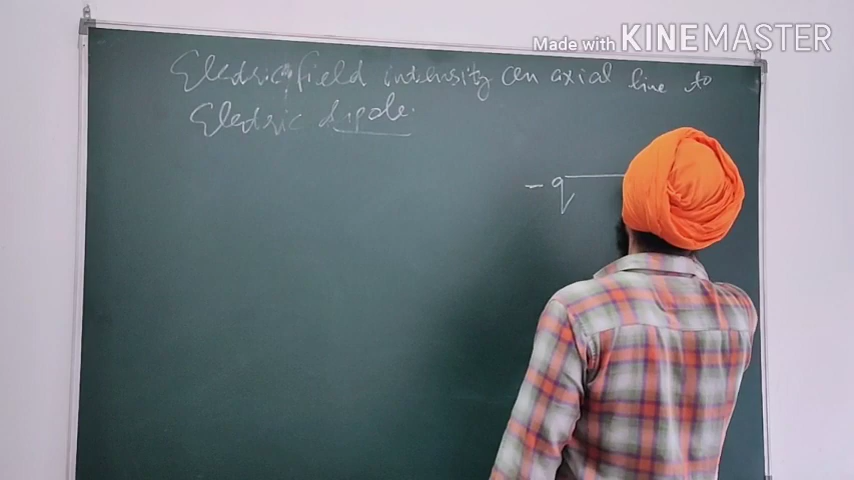 Made with KINEMASTER
Electric field intensity on axial line to
Electric dipole.
-q